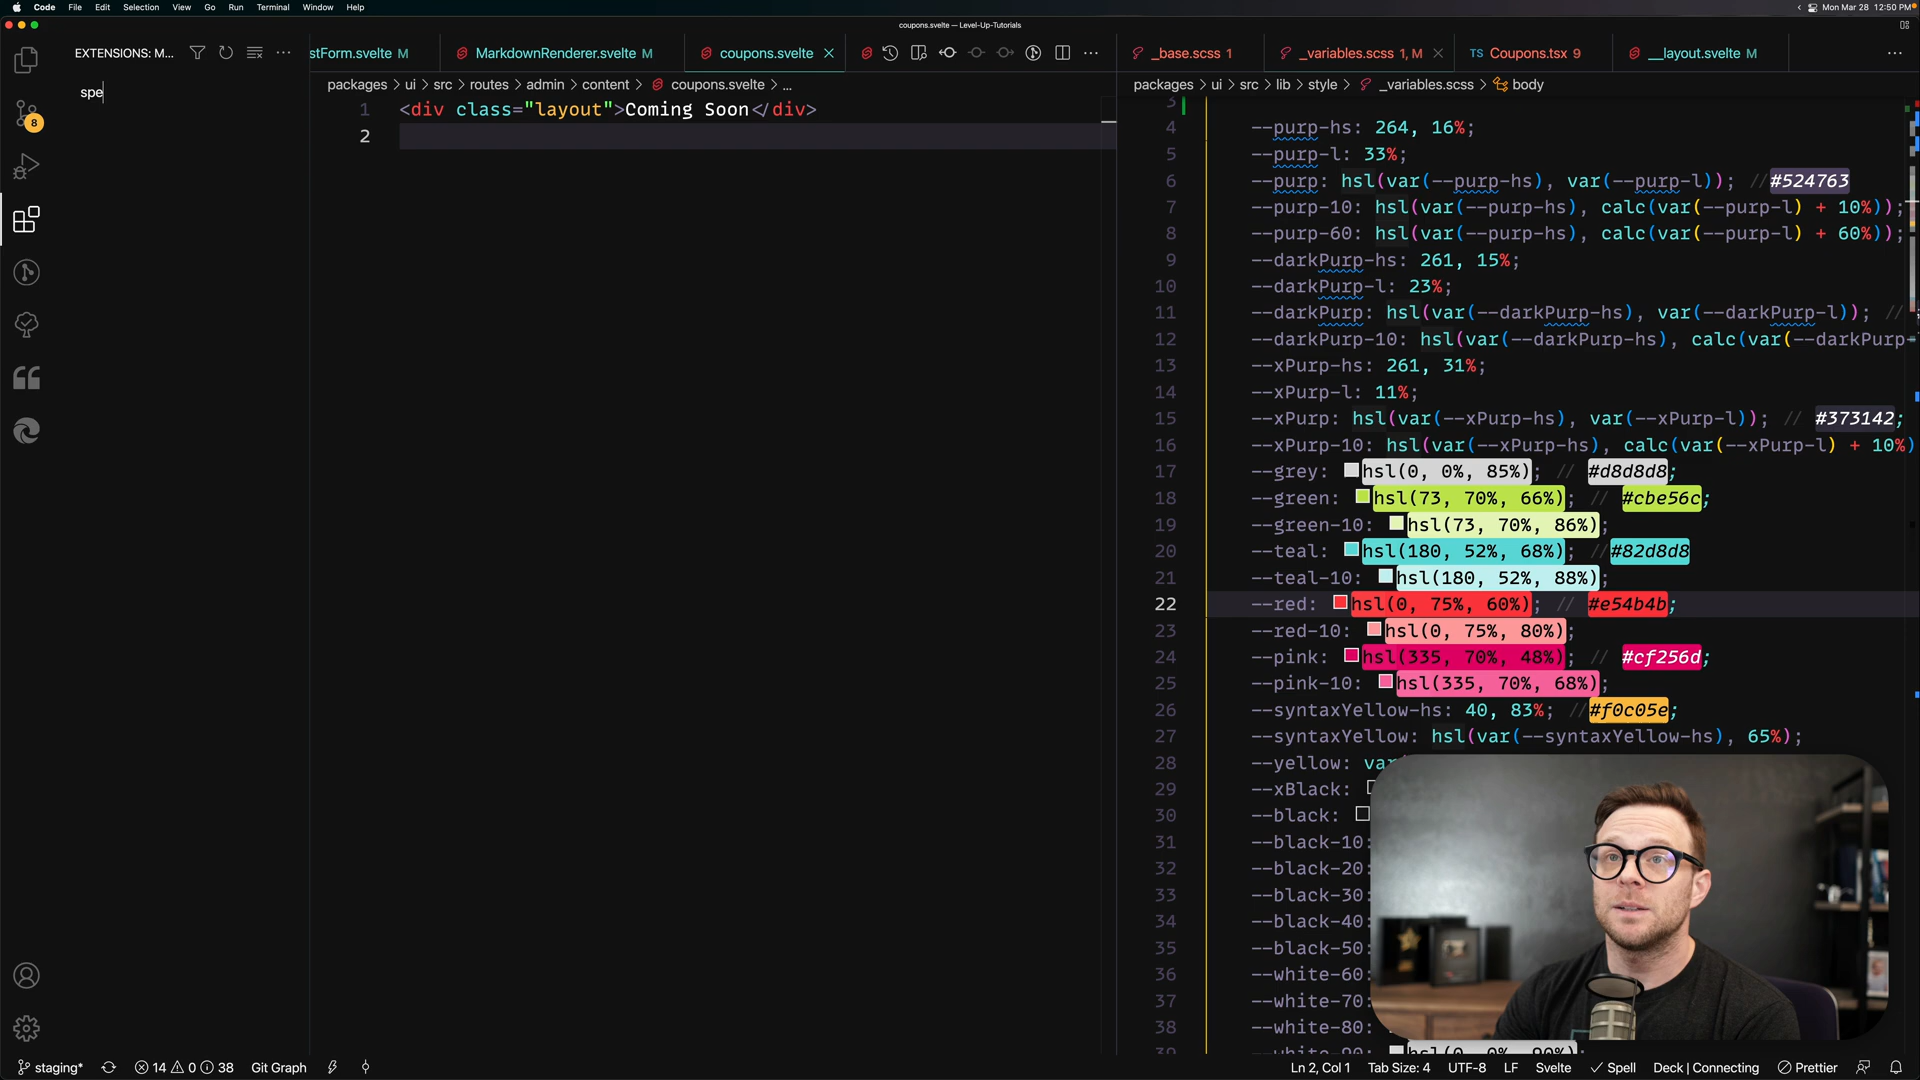 Code File Edit Selection View Go Run Terminal Window Help
Mon Mar 28 12:50 PM
coupons.svelte — Level-Up-Tutorials
EXTENSIONS: M...
spe
8
stForm.svelte M
MarkdownRenderer.svelte M
coupons.svelte
packages > ui > src > routes > admin > content > coupons.svelte > ...
1 <div class="layout">Coming Soon</div>
2
_base.scss 1
_variables.scss 1, M
TS Coupons.tsx 9
__layout.svelte M
packages > ui > src > lib > style > _variables.scss > body
3
4 --purp-hs: 264, 16%;
5 --purp-l: 33%;
6 --purp: hsl(var(--purp-hs), var(--purp-l)); //#524763
7 --purp-10: hsl(var(--purp-hs), calc(var(--purp-l) + 10%));
8 --purp-60: hsl(var(--purp-hs), calc(var(--purp-l) + 60%));
9 --darkPurp-hs: 261, 15%;
10 --darkPurp-l: 23%;
11 --darkPurp: hsl(var(--darkPurp-hs), var(--darkPurp-l)); //
12 --darkPurp-10: hsl(var(--darkPurp-hs), calc(var(--darkPurp-
13 --xPurp-hs: 261, 31%;
14 --xPurp-l: 11%;
15 --xPurp: hsl(var(--xPurp-hs), var(--xPurp-l)); // #373142;
16 --xPurp-10: hsl(var(--xPurp-hs), calc(var(--xPurp-l) + 10%)
17 --grey: hsl(0, 0%, 85%); // #d8d8d8;
18 --green: hsl(73, 70%, 66%); // #cbe56c;
19 --green-10: hsl(73, 70%, 86%);
20 --teal: hsl(180, 52%, 68%); //#82d8d8
21 --teal-10: hsl(180, 52%, 88%);
22 --red: hsl(0, 75%, 60%); // #e54b4b;
23 --red-10: hsl(0, 75%, 80%);
24 --pink: hsl(335, 70%, 48%); // #cf256d;
25 --pink-10: hsl(335, 70%, 68%);
26 --syntaxYellow-hs: 40, 83%; //#f0c05e;
27 --syntaxYellow: hsl(var(--syntaxYellow-hs), 65%);
28 --yellow: var
29 --xBlack:
30 --black:
31 --black-10:
32 --black-20:
33 --black-30:
34 --black-40:
35 --black-50:
36 --white-60:
37 --white-70:
38 --white-80:
39 --white-90: hsl(0, 0%, 90%);
staging* 14 0 38 Git Graph
Ln 2, Col 1 Tab Size: 4 UTF-8 LF Svelte Spell Deck | Connecting Prettier